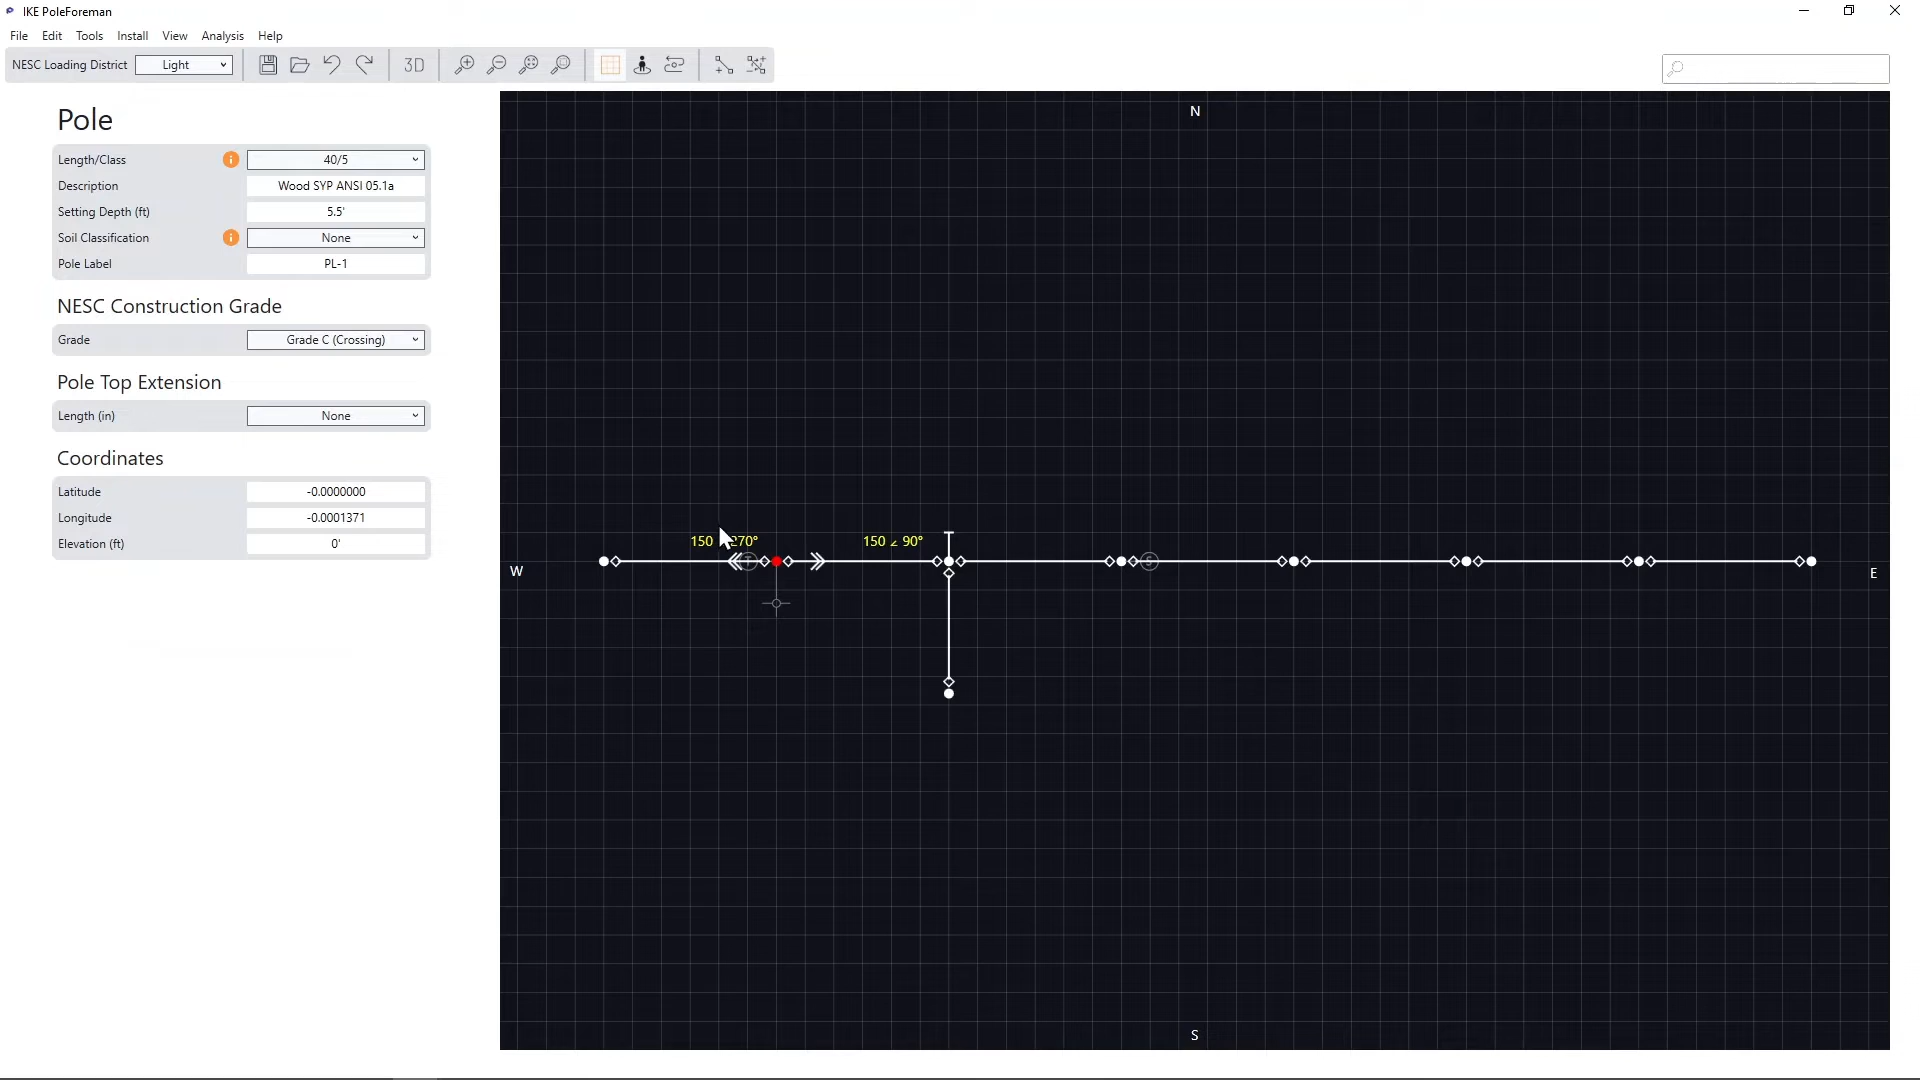 IKE PoleForeman
File Edit Tools Install View Analysis Help
NESC Loading District Light 3D
Pole
Length/Class 40/5
Description Wood SYP ANSI 05.1a
Setting Depth (ft) 5.5'
Soil Classification None
Pole Label PL-1
NESC Construction Grade
Grade Grade C (Crossing)
Pole Top Extension
Length (in) None
Coordinates
Latitude -0.0000000
Longitude -0.0001371
Elevation (ft) 0'
N
150 270° 150 ∠ 90°
T S
W E
S